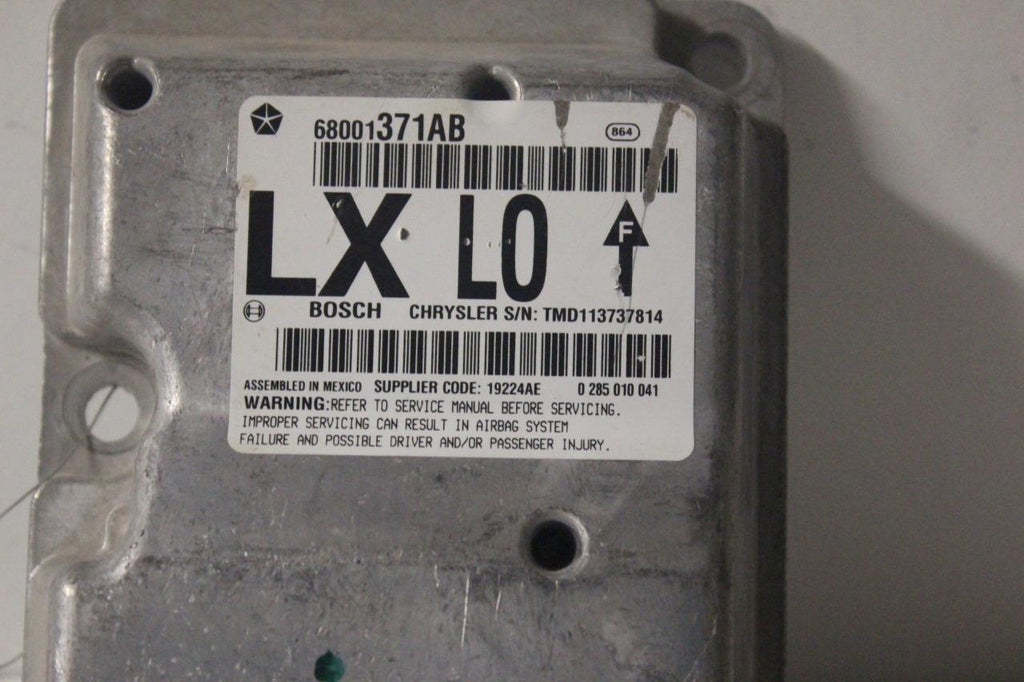 68001371AB 864
LX LO F
BOSCH CHRYSLER S/N: TMD113737814
ASSEMBLED IN MEXICO SUPPLIER CODE: 19224AE 0 285 010 041
WARNING:REFER TO SERVICE MANUAL BEFORE SERVICING.
IMPROPER SERVICING CAN RESULT IN AIRBAG SYSTEM
FAILURE AND POSSIBLE DRIVER AND/OR PASSENGER INJURY.